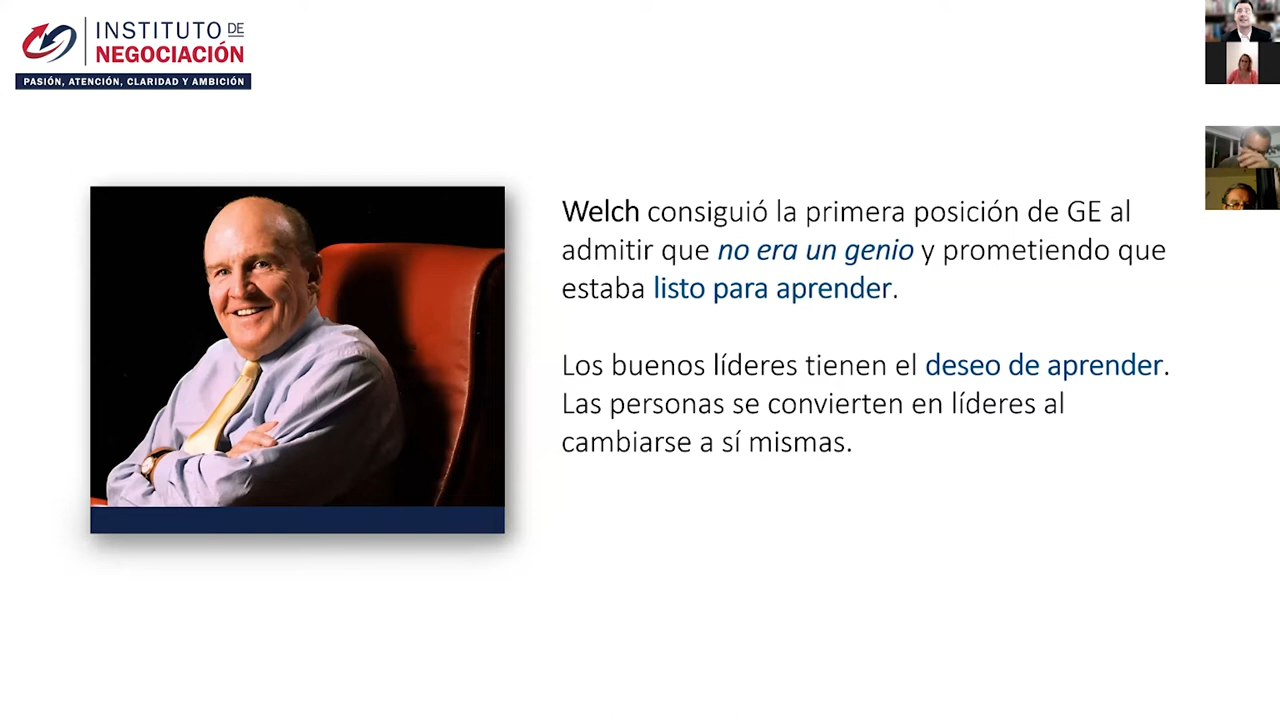 INSTITUTO DE
NEGOCIACIÓN
PASIÓN, ATENCIÓN, CLARIDAD Y AMBICIÓN
Welch consiguió la primera posición de GE al
admitir que no era un genio y prometiendo que
estaba listo para aprender.
Los buenos líderes tienen el deseo de aprender.
Las personas se convierten en líderes al
cambiarse a sí mismas.